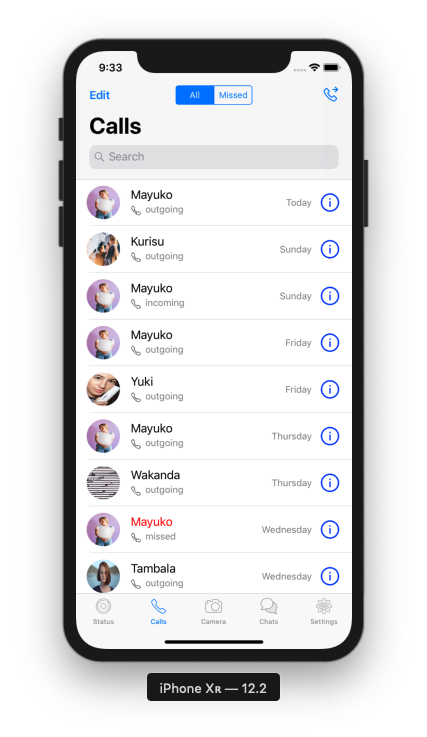 9:33
Edit
All Missed
Calls
Search
Mayuko
outgoing
Today
Kurisu
outgoing
Sunday
Mayuko
incoming
Sunday
Mayuko
outgoing
Friday
Yuki
outgoing
Friday
Mayuko
outgoing
Thursday
Wakanda
outgoing
Thursday
Mayuko
missed
Wednesday
Tambala
outgoing
Wednesday
Status Calls Camera Chats Settings
iPhone Xʀ — 12.2